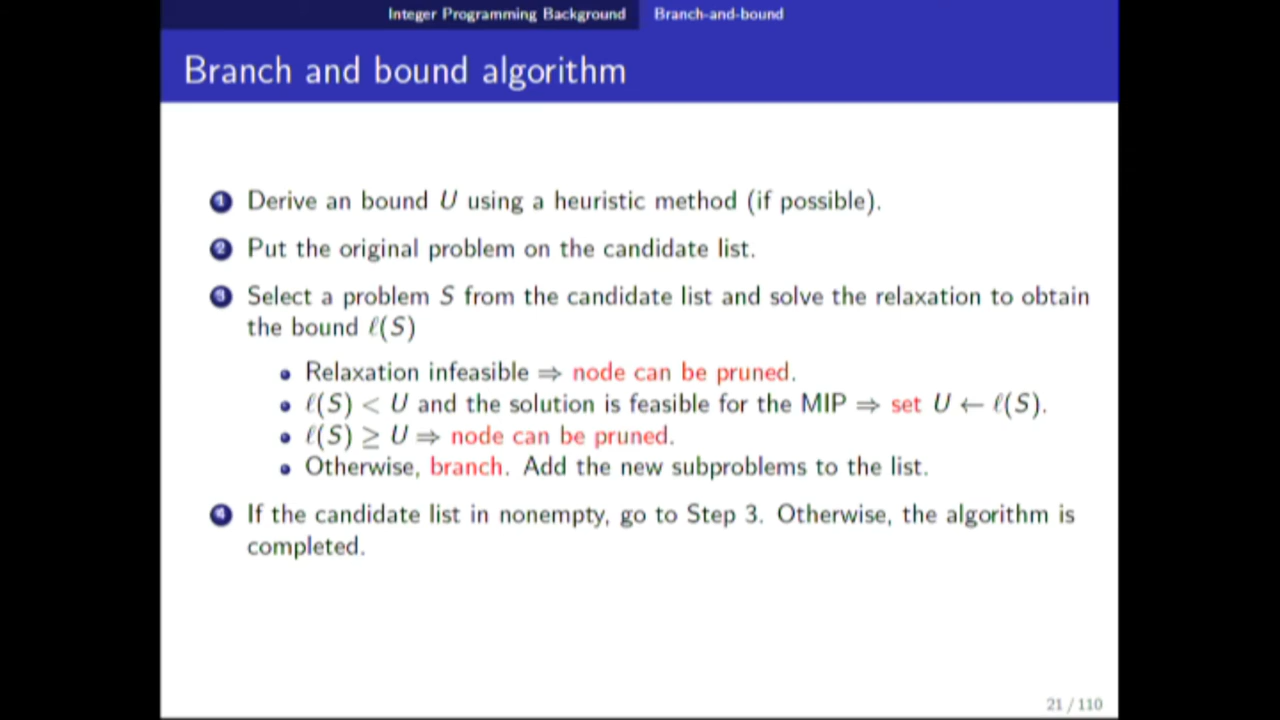 Integer Programming Background Branch-and-bound
Branch and bound algorithm
1 Derive an bound U using a heuristic method (if possible).
2 Put the original problem on the candidate list.
3 Select a problem S from the candidate list and solve the relaxation to obtain
the bound ℓ(S)
• Relaxation infeasible ⇒ node can be pruned.
• ℓ(S) < U and the solution is feasible for the MIP ⇒ set U ← ℓ(S).
• ℓ(S) ≥ U ⇒ node can be pruned.
• Otherwise, branch. Add the new subproblems to the list.
4 If the candidate list in nonempty, go to Step 3. Otherwise, the algorithm is
completed.
21 / 110